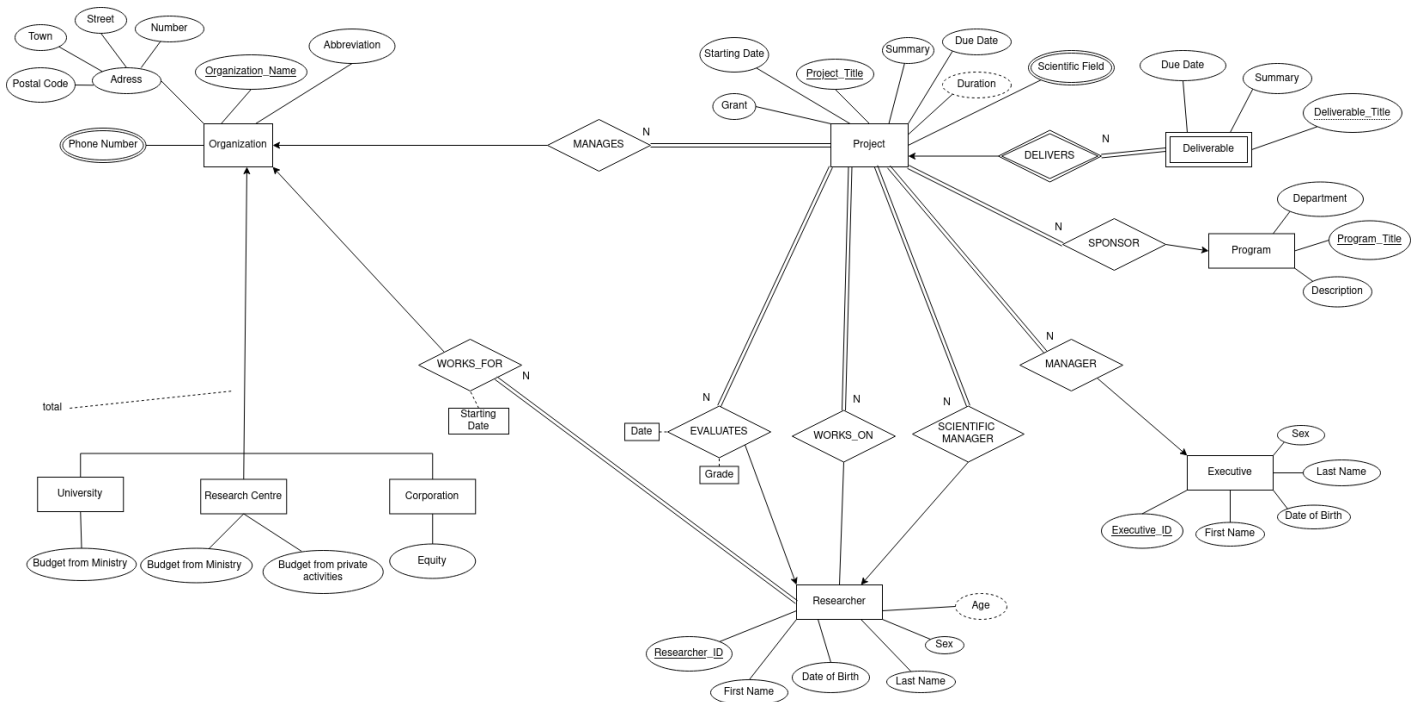 Street
Town
Number
Postal Code
Adress
Organization_Name
Abbreviation
Phone Number
Organization
MANAGES
N
Starting Date
Project_Title
Summary
Due Date
Duration
Scientific Field
Grant
Project
DELIVERS
N
Due Date
Summary
Deliverable_Title
Deliverable
N
SPONSOR
Department
Program
Program_Title
Description
WORKS_FOR
N
Starting
Date
total
University
Research Centre
Corporation
Budget from Ministry
Budget from Ministry
Budget from private
activities
Equity
N
EVALUATES
Date
Grade
N
WORKS_ON
N
SCIENTIFIC
MANAGER
N
MANAGER
Executive
Sex
Last Name
Date of Birth
First Name
Executive_ID
Researcher
Age
Sex
Researcher_ID
First Name
Date of Birth
Last Name